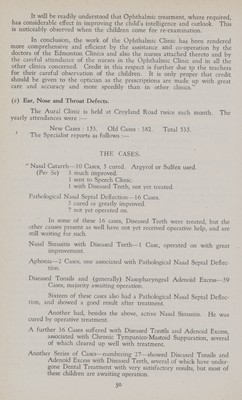 It will be readily understood that Ophthalmic treatment, where required,
has considerable effect in improving the child's intelligence and outlook. This
is noticeably observed when the children come for re-examination.
In conclusion, the work of the Ophthalmic Clinic has been rendered
more comprehensive and efficient by the assistance and co-operation by the
doctors of the Edmonton Clinics and also the nurses attached thereto and by
the careful attendance of the nurses in the Ophthalmic Clinic and in all the
other clinics concerned. Credit in this respect is further due to the teachers
for their careful observation of the children. It is only proper that credit
should be given to the optician as the prescriptions are made up with great
care and accuracy and more speedily than in other clinics."
(c) Ear, Nose and Throat Defects.
The Aural Clinic is held at Croyland Road twice each month. The
yearly attendances were :—
New Cases : 153. Old Cases : 382. Total 535.
The Specialist reports as follows :—
THE CASES.
" Nasal Catarrh—10 Cases, 3 cured. Argyrol or Sulfex used.
(Per Se) 5 much improved.
1 sent to Speech Clinic.
1 with Diseased Teeth, not yet treated.
Pathological Nasal Septal Deflection—16 Cases.
5 cured or greatly improved.
7 not yet operated on.
In some of these 16 cases, Diseased Teeth were treated, but the
other causes present as well have not yet received operative help, and are
still waiting for such.
Nasal Sinusitis with Diseased Teeth—1 Case, operated on with great
improvement.
Aphonia—2 Cases, one associated with Pathological Nasal Septal Deflec-
tion.
Diseased Tonsils and (generally) Nasopharyngeal Adenoid Excess—39
Cases, majority awaiting operation.
Sixteen of these cases also had a Pathological Nasal Septal Deflec-
tion, and showed a good result after treatment.
Another had, besides the above, active Nasal Sinusitis. He was
cured by operative treatment.
A further 36 Cases suffered with Diseased Tonsils and Adenoid Excess,
associated with Chronic Tympanico-Mastoid Suppuration, several
of which cleared up well with treatment.
Another Series of Cases—numbering 27—showed Diseased Tonsils and
Adenoid Excess with Diseased Teeth, several of which have under-
gone Dental Treatment with very satisfactory results, but most of
these children are awaiting operation.
50